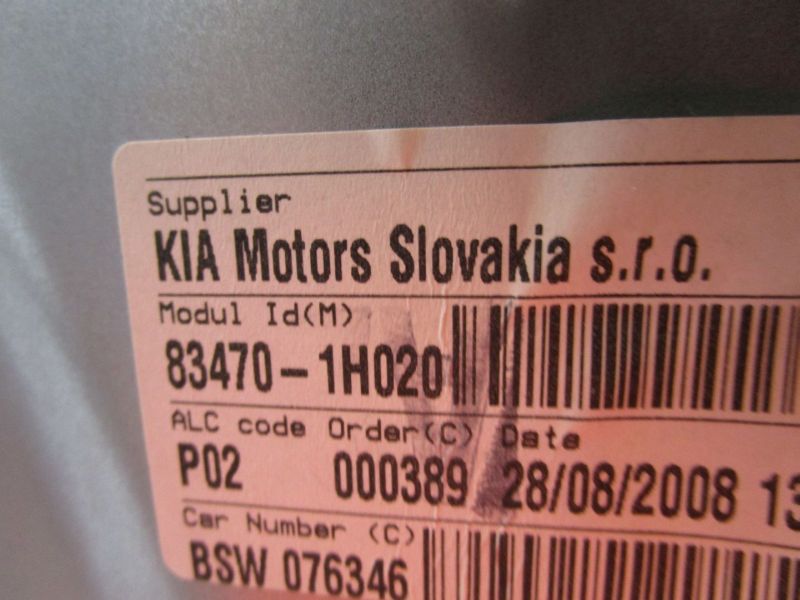 Supplier
KIA Motors Slovakia s.r.o.
Modul Id(M)
83470-1H020
ALC code Order(C) Date
P02 000389 28/08/2008 13
Car Number (C)
BSW 076346